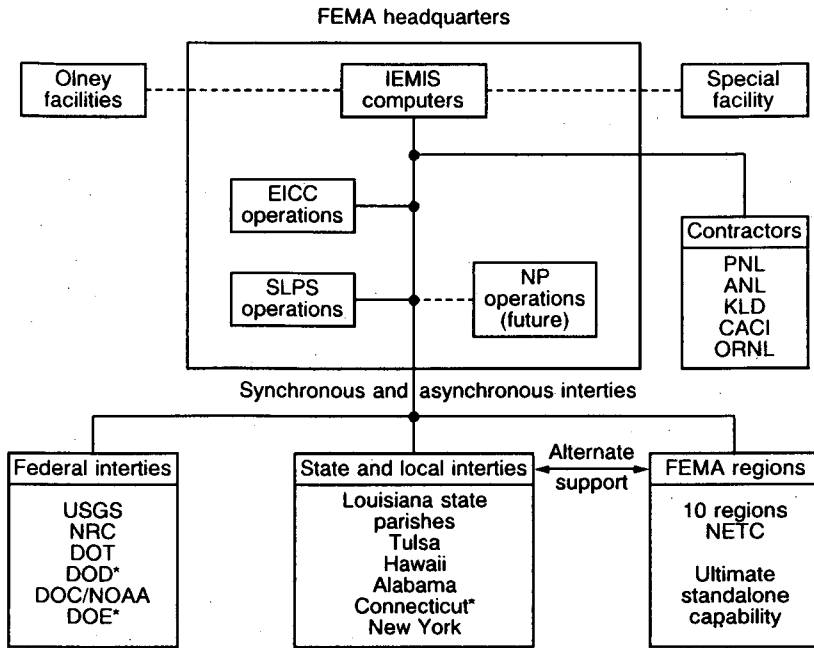 FEMA headquarters
Olney
facilities
IEMIS
computers
Special
facility
EICC
operations
Contractors
PNL
ANL
KLD
CACI
ORNL
SLPS
operations
NP
operations
(future)
Synchronous and asynchronous interties
Federal interties
USGS
NRC
DOT
DOD*
DOC/NOAA
DOE*
State and local interties
Louisiana state
parishes
Tulsa
Hawaii
Alabama
Connecticut*
New York
Alternate
support
FEMA regions
10 regions
NETC
Ultimate
standalone
capability